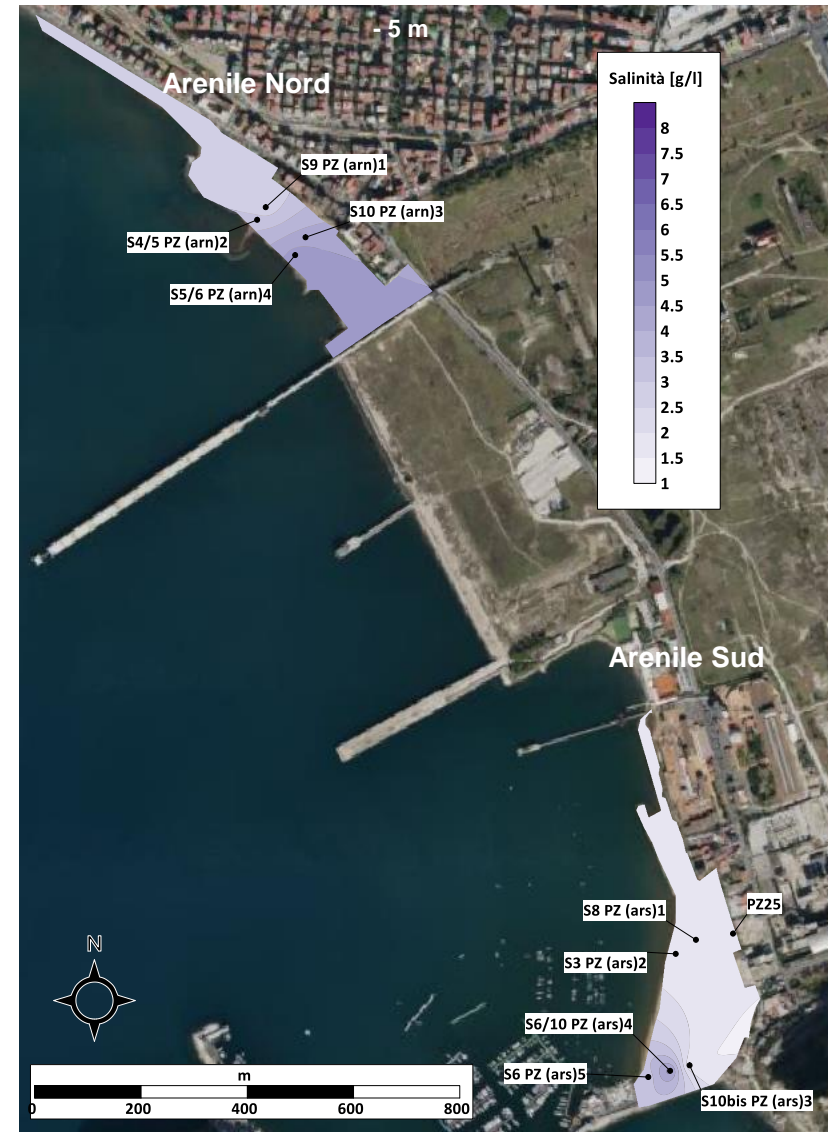 - 5 m
Arenile Nord
Salinità [g/l]
8
7.5
7
6.5
6
5.5
5
4.5
4
3.5
3
2.5
2
1.5
1
S9 PZ (arn)1
S10 PZ (arn)3
S4/5 PZ (arn)2
S5/6 PZ (arn)4
Arenile Sud
PZ25
S8 PZ (ars)1
S3 PZ (ars)2
S6/10 PZ (ars)4
S6 PZ (ars)5
S10bis PZ (ars)3
N
m
0 200 400 600 800